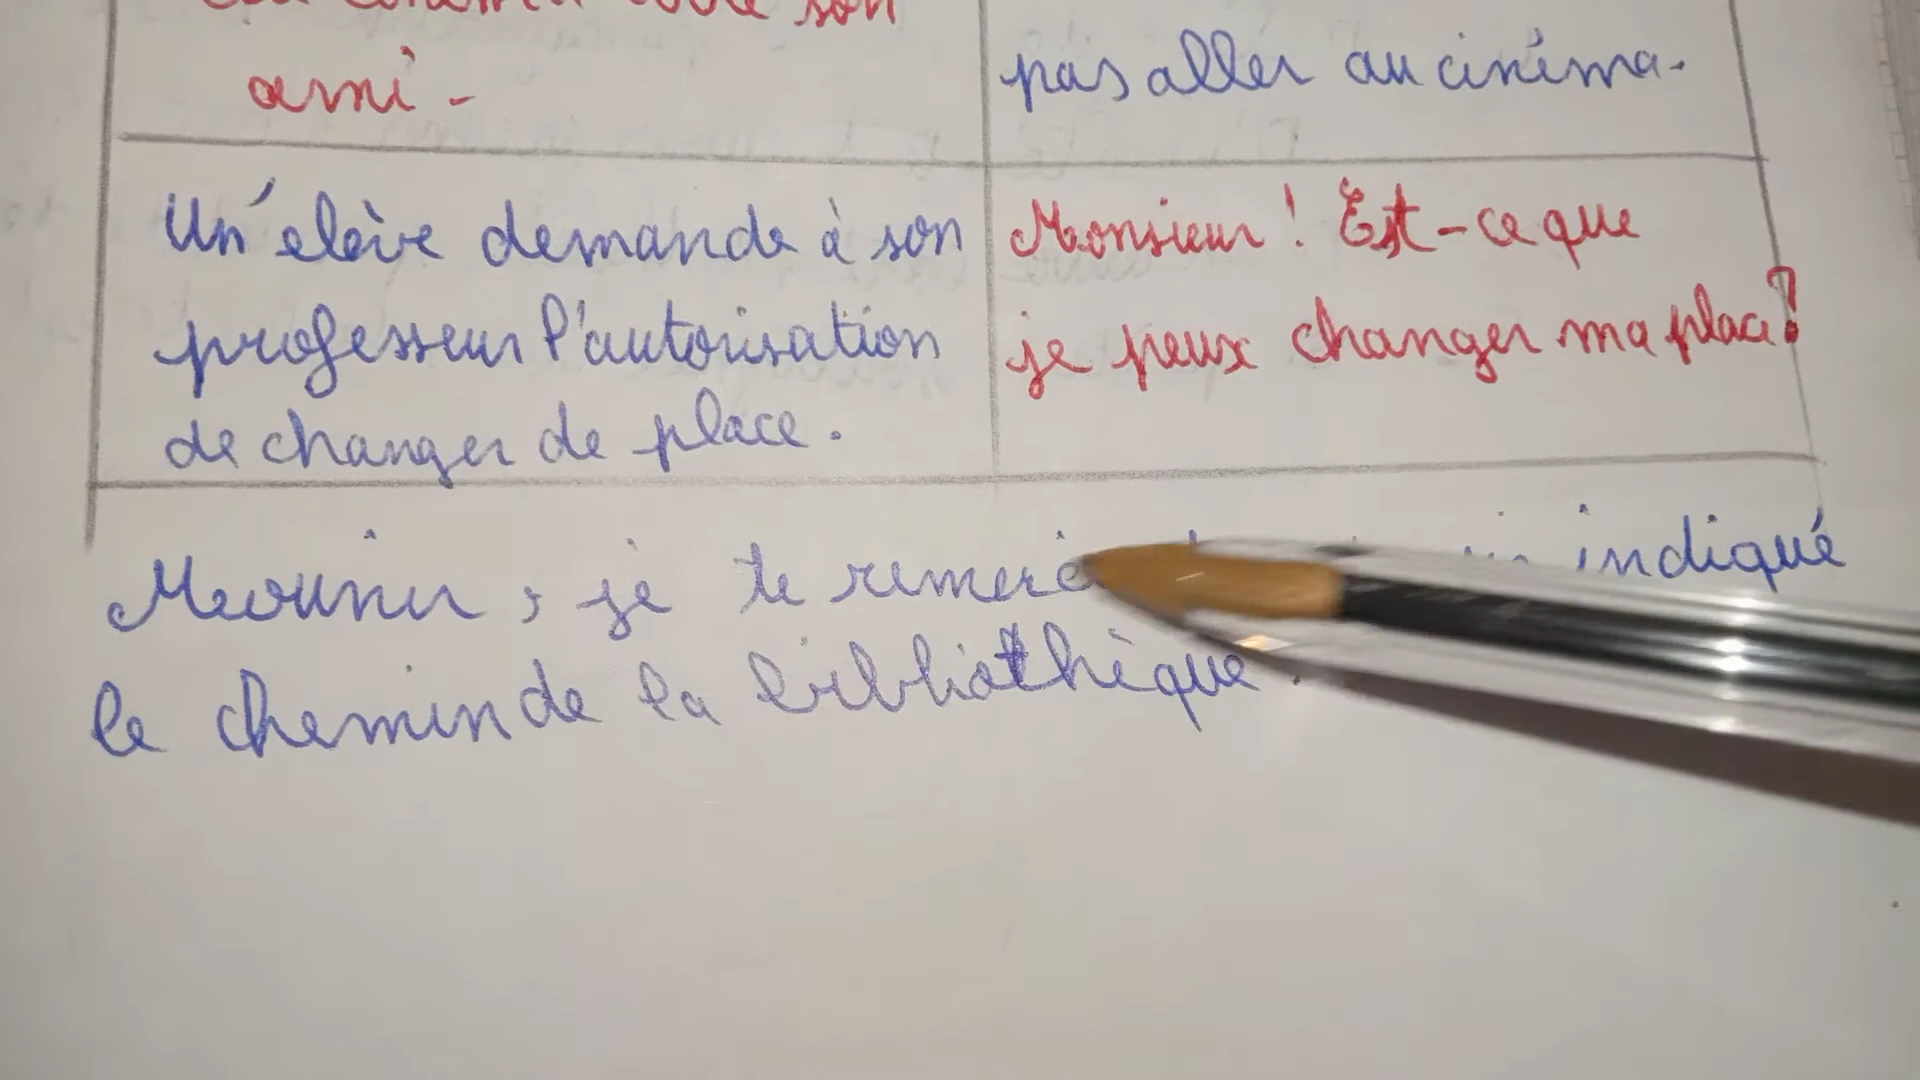 son
ami -
pas aller au cinéma.
Un élève demande à son
professeur l'autorisation
de changer de place.
Monsieur ! Est-ce que
je peux changer ma place ?
Mounir, je te indiqué
le chemin de la bibliothèque.